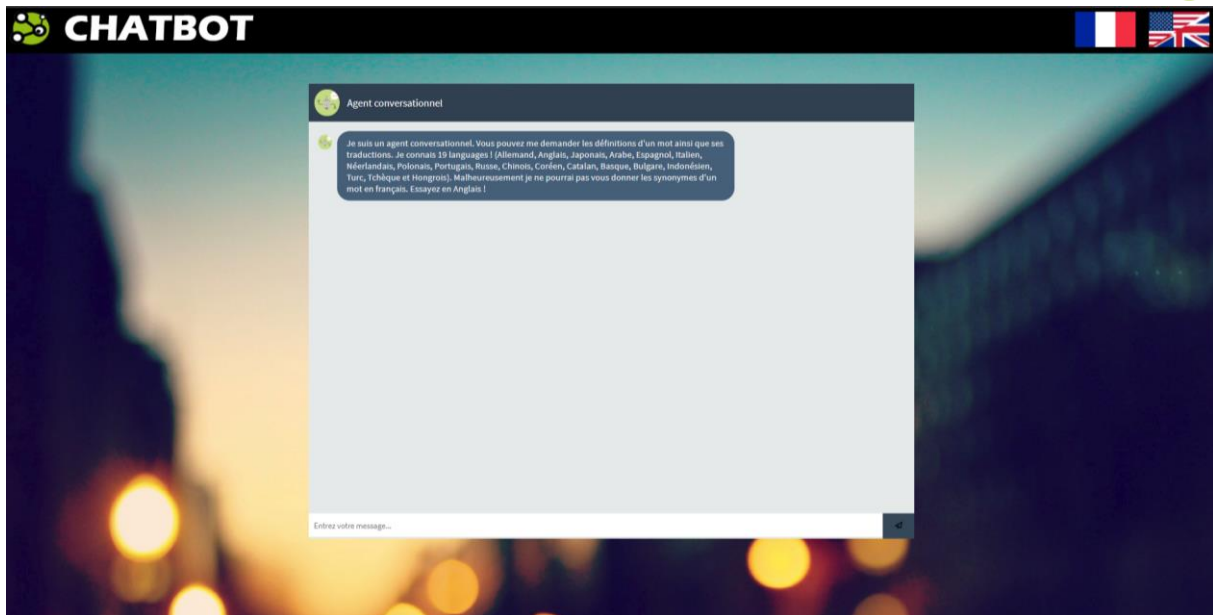 CHATBOT
Agent conversationnel
Je suis un agent conversationnel. Vous pouvez me demander les définitions d'un mot ainsi que ses
traductions. Je connais 19 languages ! (Allemand, Anglais, Japonais, Arabe, Espagnol, Italien,
Néerlandais, Polonais, Portugais, Russe, Chinois, Coréen, Catalan, Basque, Bulgare, Indonésien,
Turc, Tchèque et Hongrois). Malheureusement je ne pourrai pas vous donner les synonymes d'un
mot en français. Essayez en Anglais !
Entrez votre message...